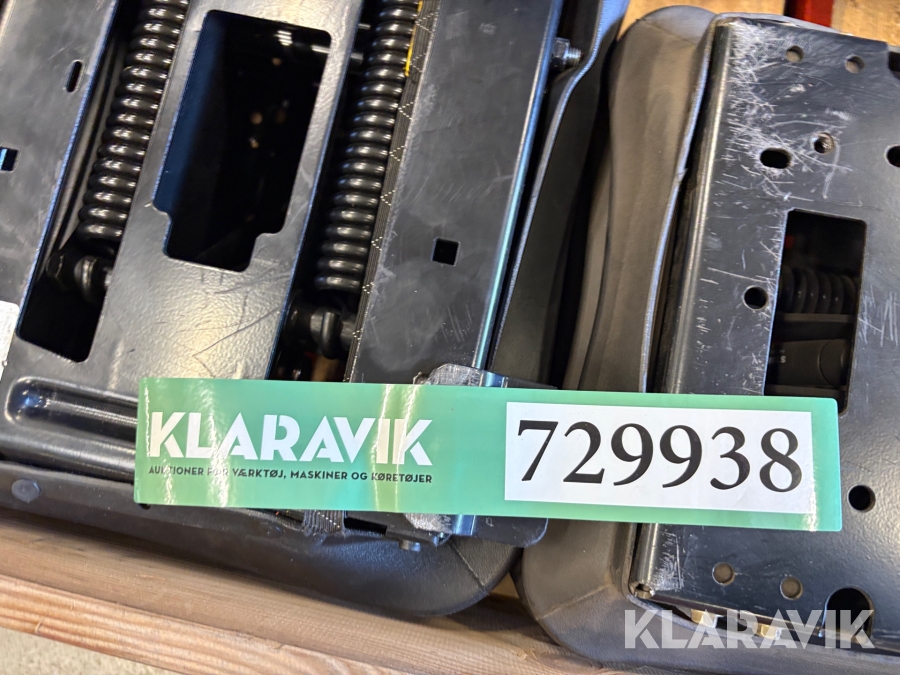 KLARAVIK
AUKTIONER FOR VÆRKTØJ, MASKINER OG KØRETØJER
729938
KLARAVIK